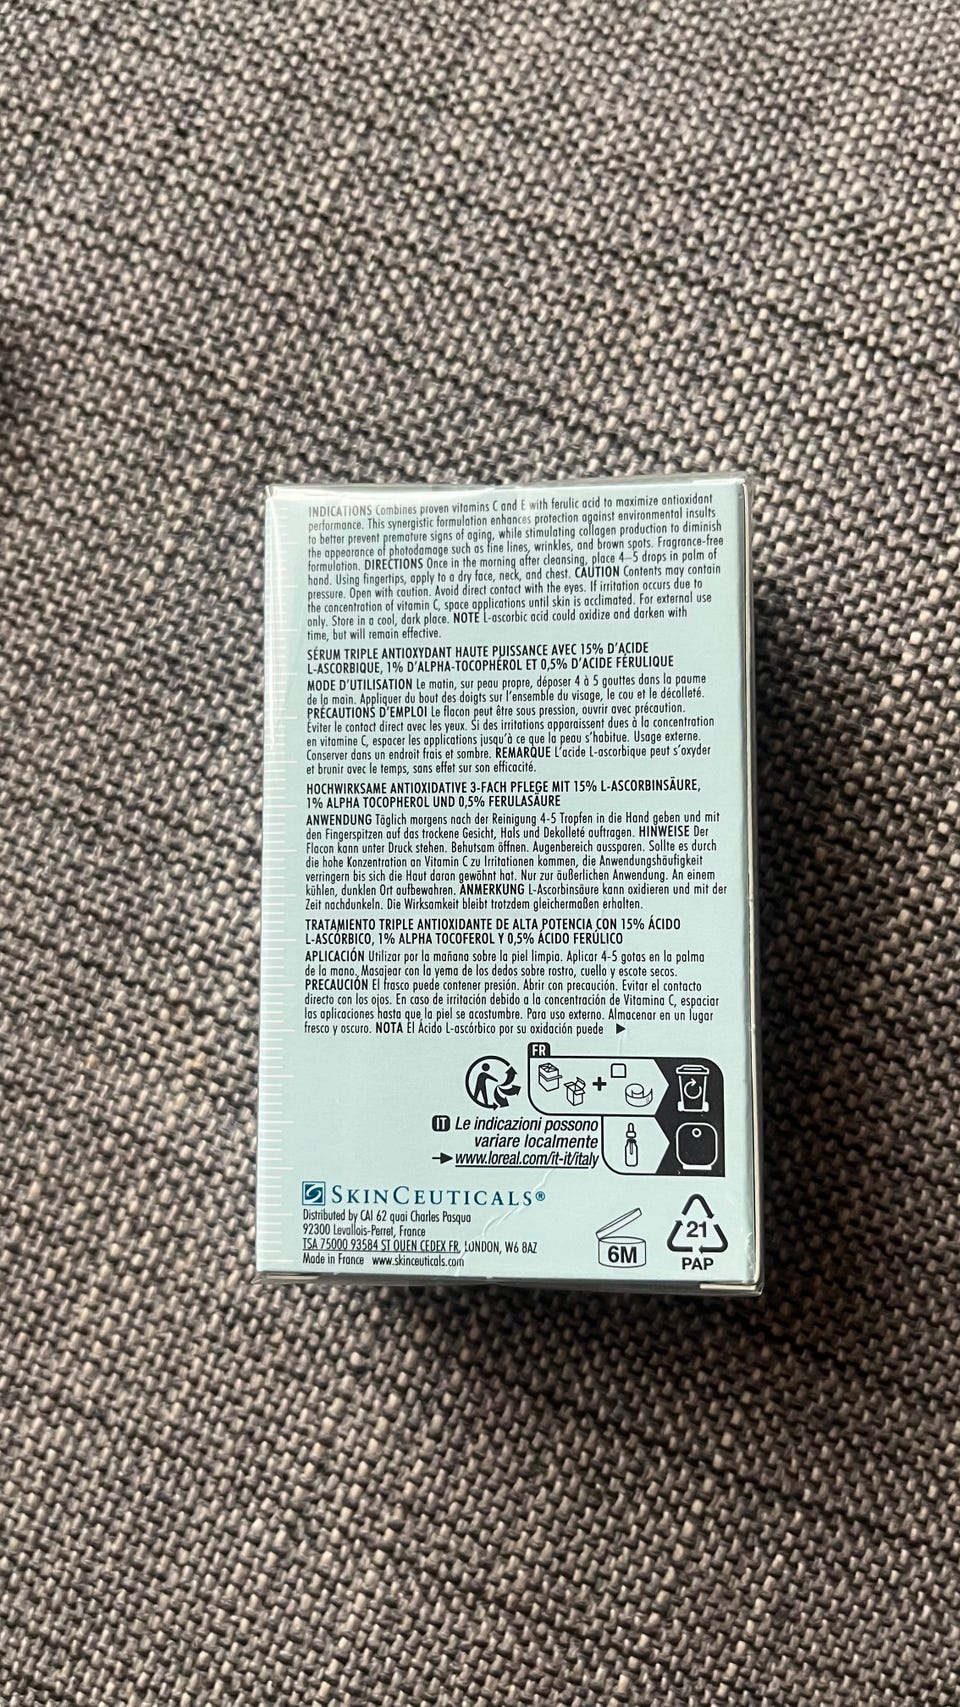 INDICATIONS Combines proven vitamins C and E with ferulic acid to maximize antioxidant
performance. This synergistic formulation enhances protection against environmental insults
to better prevent premature signs of aging, while stimulating collagen production to diminish
the appearance of photodamage such as fine lines, wrinkles, and brown spots. Fragrance-free
formulation. DIRECTIONS Once in the morning after cleansing, place 4–5 drops in palm of
hand. Using fingertips, apply to a dry face, neck, and chest. CAUTION Contents may contain
pressure. Open with caution. Avoid direct contact with the eyes. If irritation occurs due to
the concentration of vitamin C, space applications until skin is acclimated. For external use
only. Store in a cool, dark place. NOTE L-ascorbic acid could oxidize and darken with
time, but will remain effective.
SÉRUM TRIPLE ANTIOXYDANT HAUTE PUISSANCE AVEC 15% D'ACIDE
L-ASCORBIQUE, 1% D'ALPHA-TOCOPHÉROL ET 0,5% D'ACIDE FÉRULIQUE
MODE D'UTILISATION Le matin, sur peau propre, déposer 4 à 5 gouttes dans la paume
de la main. Appliquer du bout des doigts sur l'ensemble du visage, le cou et le décolleté.
PRÉCAUTIONS D'EMPLOI Le flacon peut être sous pression, ouvrir avec précaution.
Éviter le contact direct avec les yeux. Si des irritations apparaissent dues à la concentration
en vitamine C, espacer les applications jusqu'à ce que la peau s'habitue. Usage externe.
Conserver dans un endroit frais et sombre. REMARQUE L'acide L-ascorbique peut s'oxyder
et brunir avec le temps, sans effet sur son efficacité.
HOCHWIRKSAME ANTIOXIDATIVE 3-FACH PFLEGE MIT 15% L-ASCORBINSÄURE,
1% ALPHA TOCOPHEROL UND 0,5% FERULASÄURE
ANWENDUNG Täglich morgens nach der Reinigung 4-5 Tropfen in die Hand geben und mit
den Fingerspitzen auf das trockene Gesicht, Hals und Dekolleté auftragen. HINWEISE Der
Flacon kann unter Druck stehen. Behutsam öffnen. Augenbereich aussparen. Sollte es durch
die hohe Konzentration an Vitamin C zu Irritationen kommen, die Anwendungshäufigkeit
verringern bis sich die Haut daran gewöhnt hat. Nur zur äußerlichen Anwendung. An einem
kühlen, dunklen Ort aufbewahren. ANMERKUNG L-Ascorbinsäure kann oxidieren und mit der
Zeit nachdunkeln. Die Wirksamkeit bleibt trotzdem gleichermaßen erhalten.
TRATAMIENTO TRIPLE ANTIOXIDANTE DE ALTA POTENCIA CON 15% ÁCIDO
L-ASCÓRBICO, 1% ALPHA TOCOFEROL Y 0,5% ÁCIDO FERÚLICO
APLICACIÓN Utilizar por la mañana sobre la piel limpia. Aplicar 4-5 gotas en la palma
de la mano. Masajear con la yema de los dedos sobre rostro, cuello y escote secos.
PRECAUCIÓN El frasco puede contener presión. Abrir con precaución. Evitar el contacto
directo con los ojos. En caso de irritación debido a la concentración de Vitamina C, espaciar
las aplicaciones hasta que la piel se acostumbre. Para uso externo. Almacenar en un lugar
fresco y oscuro. NOTA El Ácido L-ascórbico por su oxidación puede ▶
FR
IT Le indicazioni possono
variare localmente
→ www.loreal.com/it-it/italy
SKINCEUTICALS®
Distributed by CAI 62 quai Charles Pasqua
92300 Levallois-Perret, France
TSA 75000 93584 ST OUEN CEDEX FR, LONDON, W6 8AZ
Made in France www.skinceuticals.com
6M
21
PAP